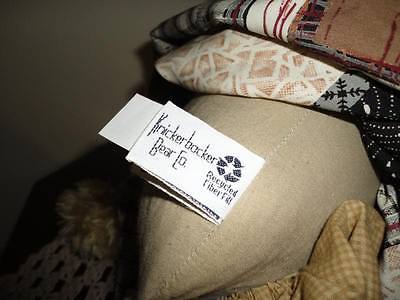 Knickerbocker
Bear Co.
Recycled
Fiber Fill